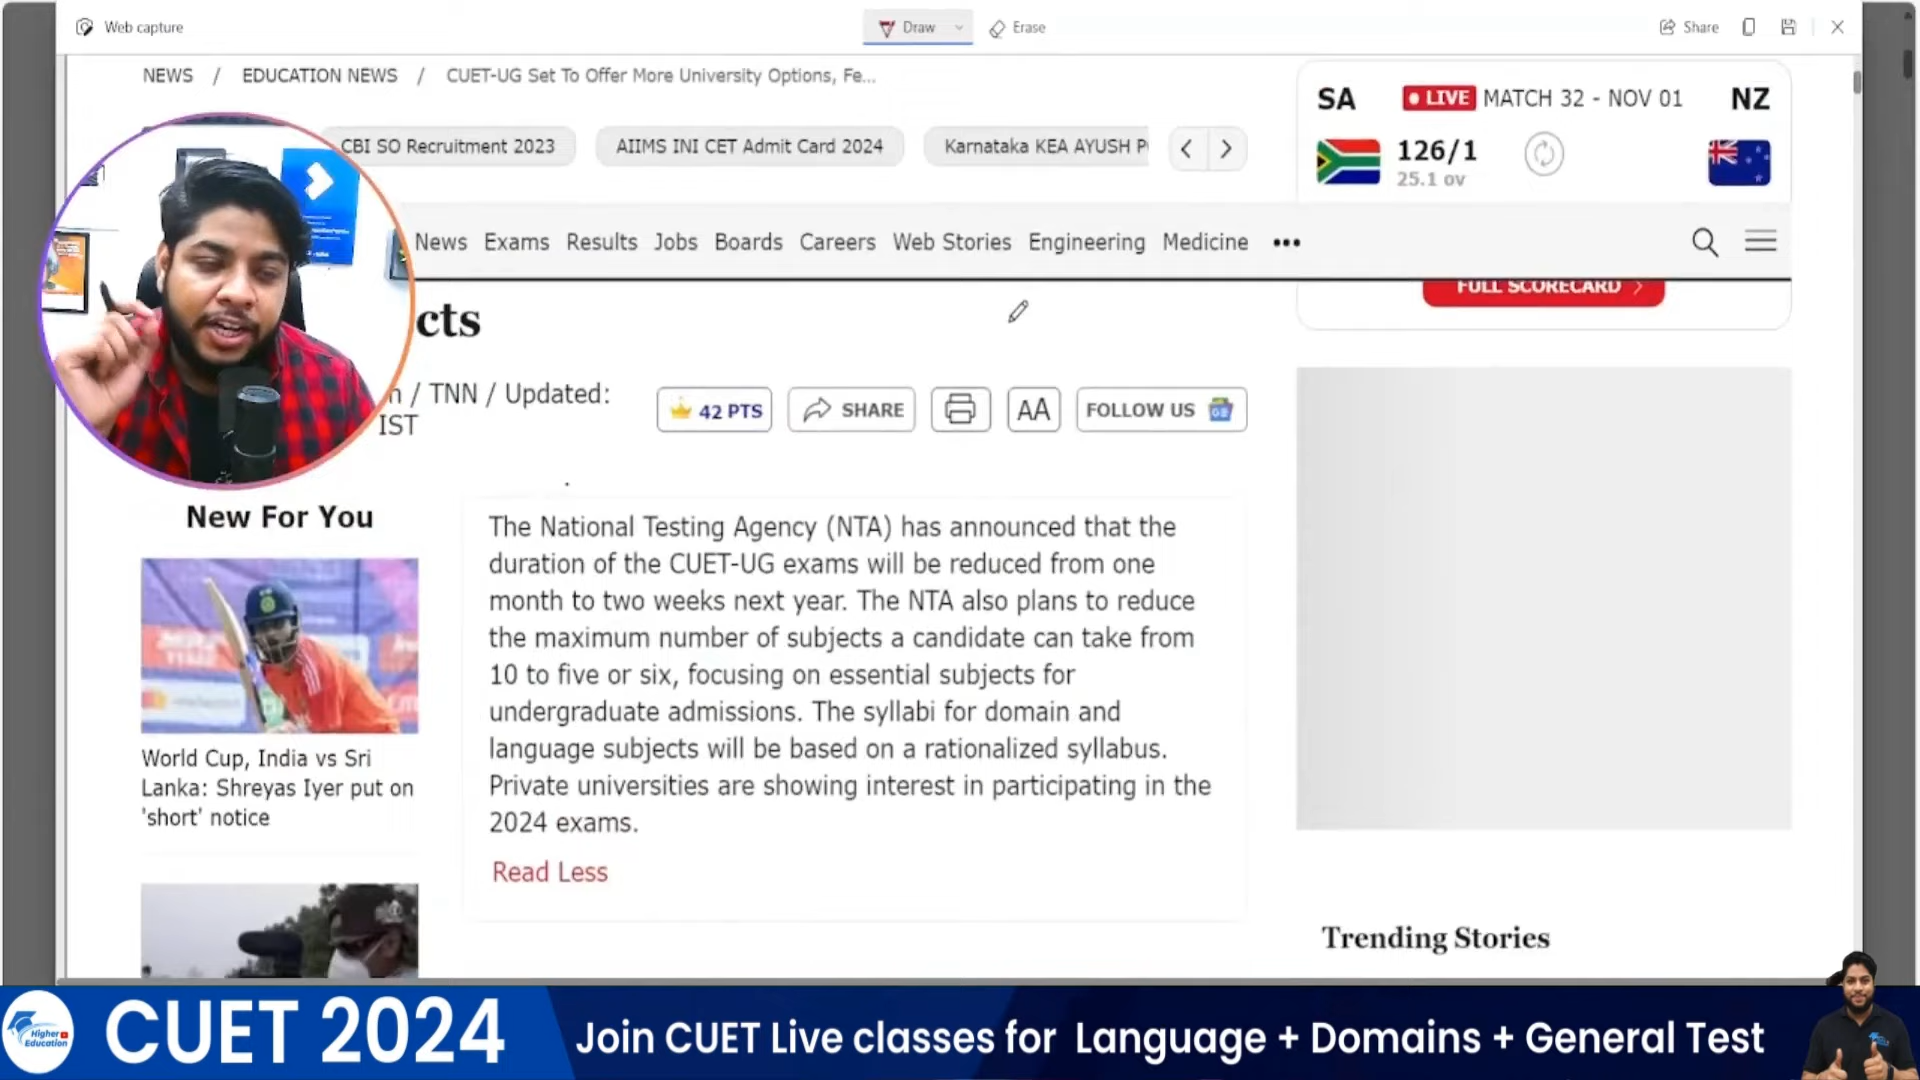 Web capture
Draw
Erase
Share
NEWS / EDUCATION NEWS / CUET-UG Set To Offer More University Options, Fe...
SA LIVE MATCH 32 - NOV 01 NZ
126/1
25.1 ov
CBI SO Recruitment 2023
AIIMS INI CET Admit Card 2024
Karnataka KEA AYUSH
News Exams Results Jobs Boards Careers Web Stories Engineering Medicine •••
FULL SCORECARD
cts
/ TNN / Updated:
IST
42 PTS
SHARE
AA
FOLLOW US
New For You
The National Testing Agency (NTA) has announced that the
duration of the CUET-UG exams will be reduced from one
month to two weeks next year. The NTA also plans to reduce
the maximum number of subjects a candidate can take from
10 to five or six, focusing on essential subjects for
undergraduate admissions. The syllabi for domain and
language subjects will be based on a rationalized syllabus.
Private universities are showing interest in participating in the
2024 exams.
Read Less
World Cup, India vs Sri
Lanka: Shreyas Iyer put on
'short' notice
Trending Stories
Higher
Education
CUET 2024
Join CUET Live classes for Language + Domains + General Test